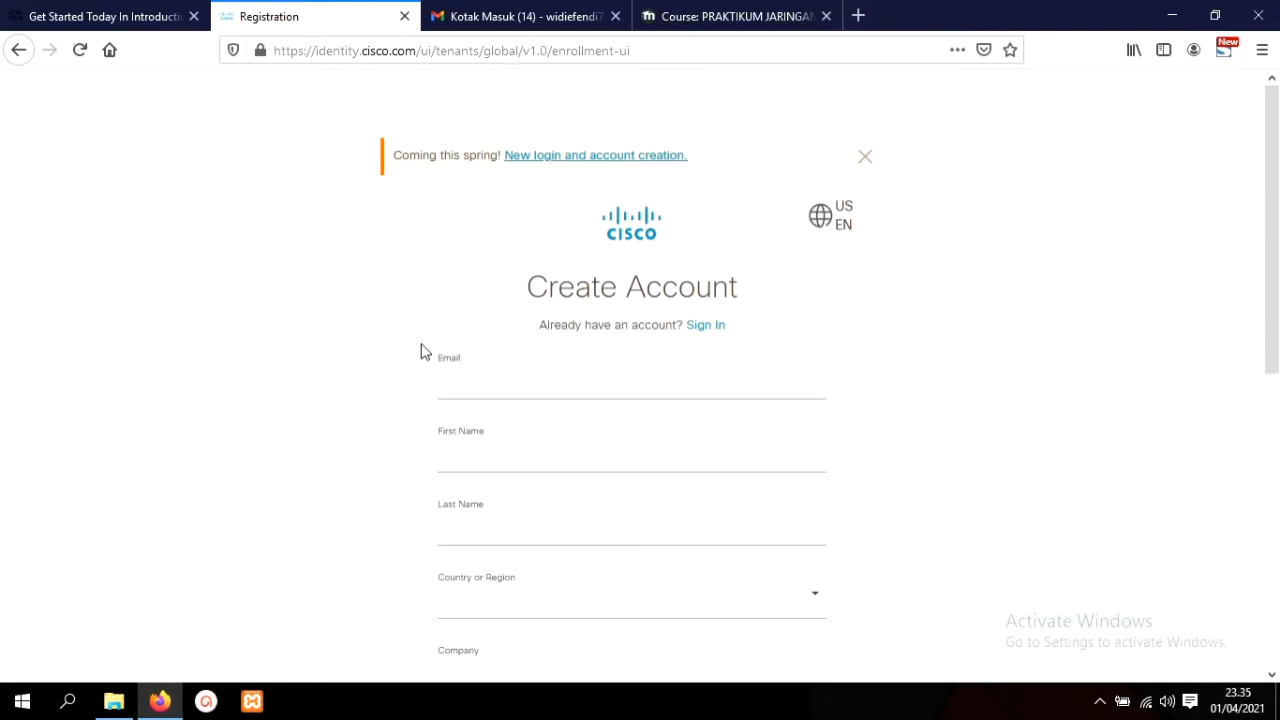 Get Started Today In Introducti
Registration
Kotak Masuk (14) - widiefendi7
Course: PRAKTIKUM JARINGAN
https://identity.cisco.com/ui/tenants/global/v1.0/enrollment-ui
New
Coming this spring! New login and account creation.
CISCO
US
EN
Create Account
Already have an account? Sign In
Email
First Name
Last Name
Country or Region
Company
Activate Windows
Go to Settings to activate Windows.
23.35
01/04/2021